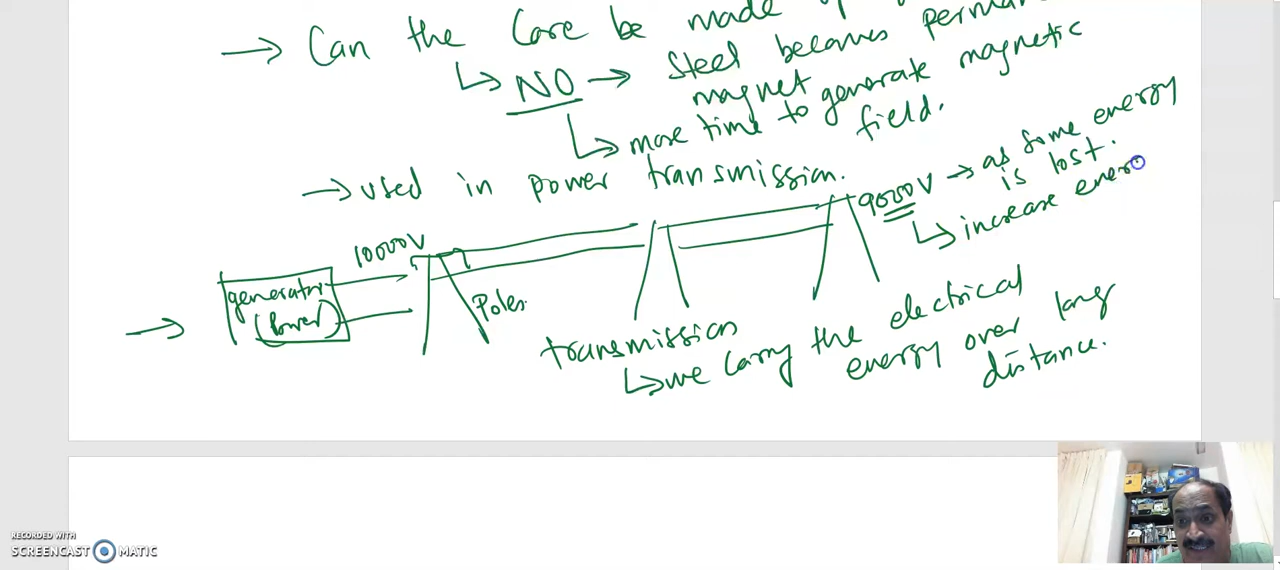 → Can the Core be made
↳ NO → Steel becomes perma
magnet
↳ more time to generate magnetic
field.
→ used in power transmission.
9000V → as some energy
is lost.
↳ increase energ
10000V
generator
(Power)
Poles.
transmission
↳ we carry the electrical
energy over long
distance.
RECORDED WITH
SCREENCAST MATIC